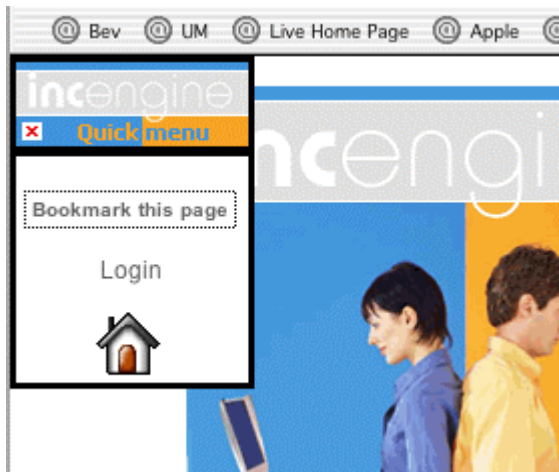 Bev UM Live Home Page Apple
incengine
Quick menu
incengi
Bookmark this page
Login